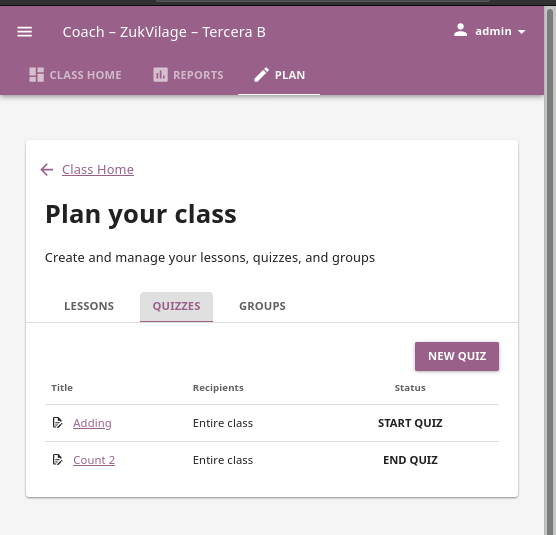 Coach – ZukVilage – Tercera B
admin
CLASS HOME
REPORTS
PLAN
Class Home
Plan your class
Create and manage your lessons, quizzes, and groups
LESSONS
QUIZZES
GROUPS
NEW QUIZ
Title Recipients Status
Adding Entire class START QUIZ
Count 2 Entire class END QUIZ